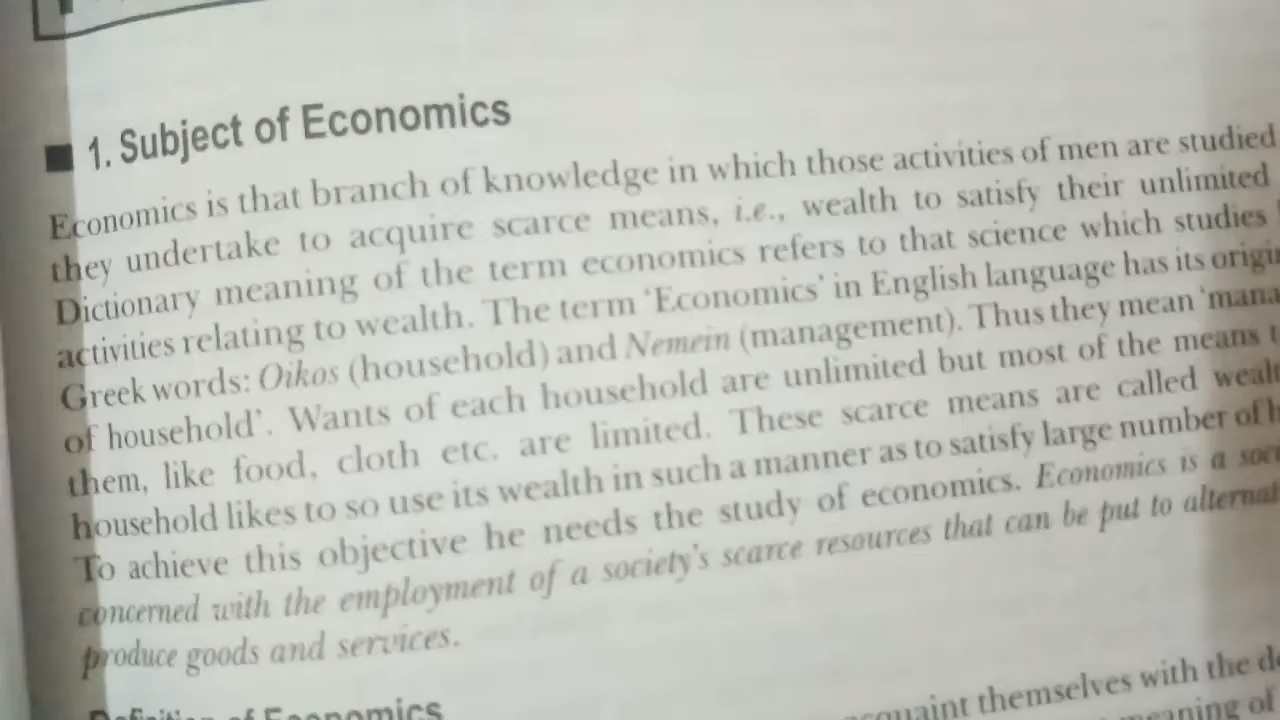 1. Subject of Economics
Economics is that branch of knowledge in which those activities of men are studied
they undertake to acquire scarce means, i.e., wealth to satisfy their unlimited
Dictionary meaning of the term economics refers to that science which studies
activities relating to wealth. The term 'Economics' in English language has its
Greek words: Oikos (household) and Nemein (management). Thus they mean
of household'. Wants of each household are unlimited but most of the means
them, like food, cloth etc. are limited. These scarce means are called
household likes to so use its wealth in such a manner as to satisfy large number of
To achieve this objective he needs the study of economics. Economics is a
concerned with the employment of a society's scarce resources that can be put to
produce goods and services.
of Economics
themselves with the
of